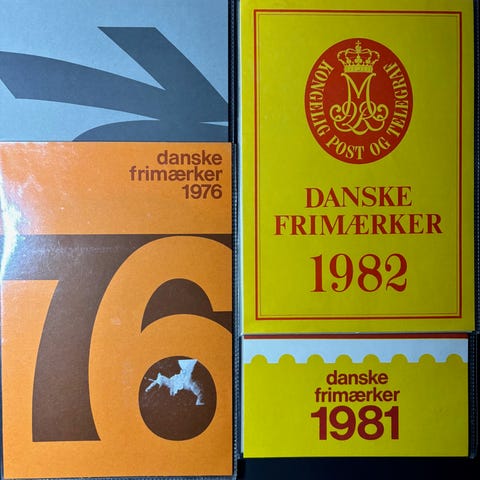 danske
frimærker
1976
76
KONGELIG POST OG TELEGRAF
DANSKE
FRIMÆRKER
1982
danske
frimærker
1981